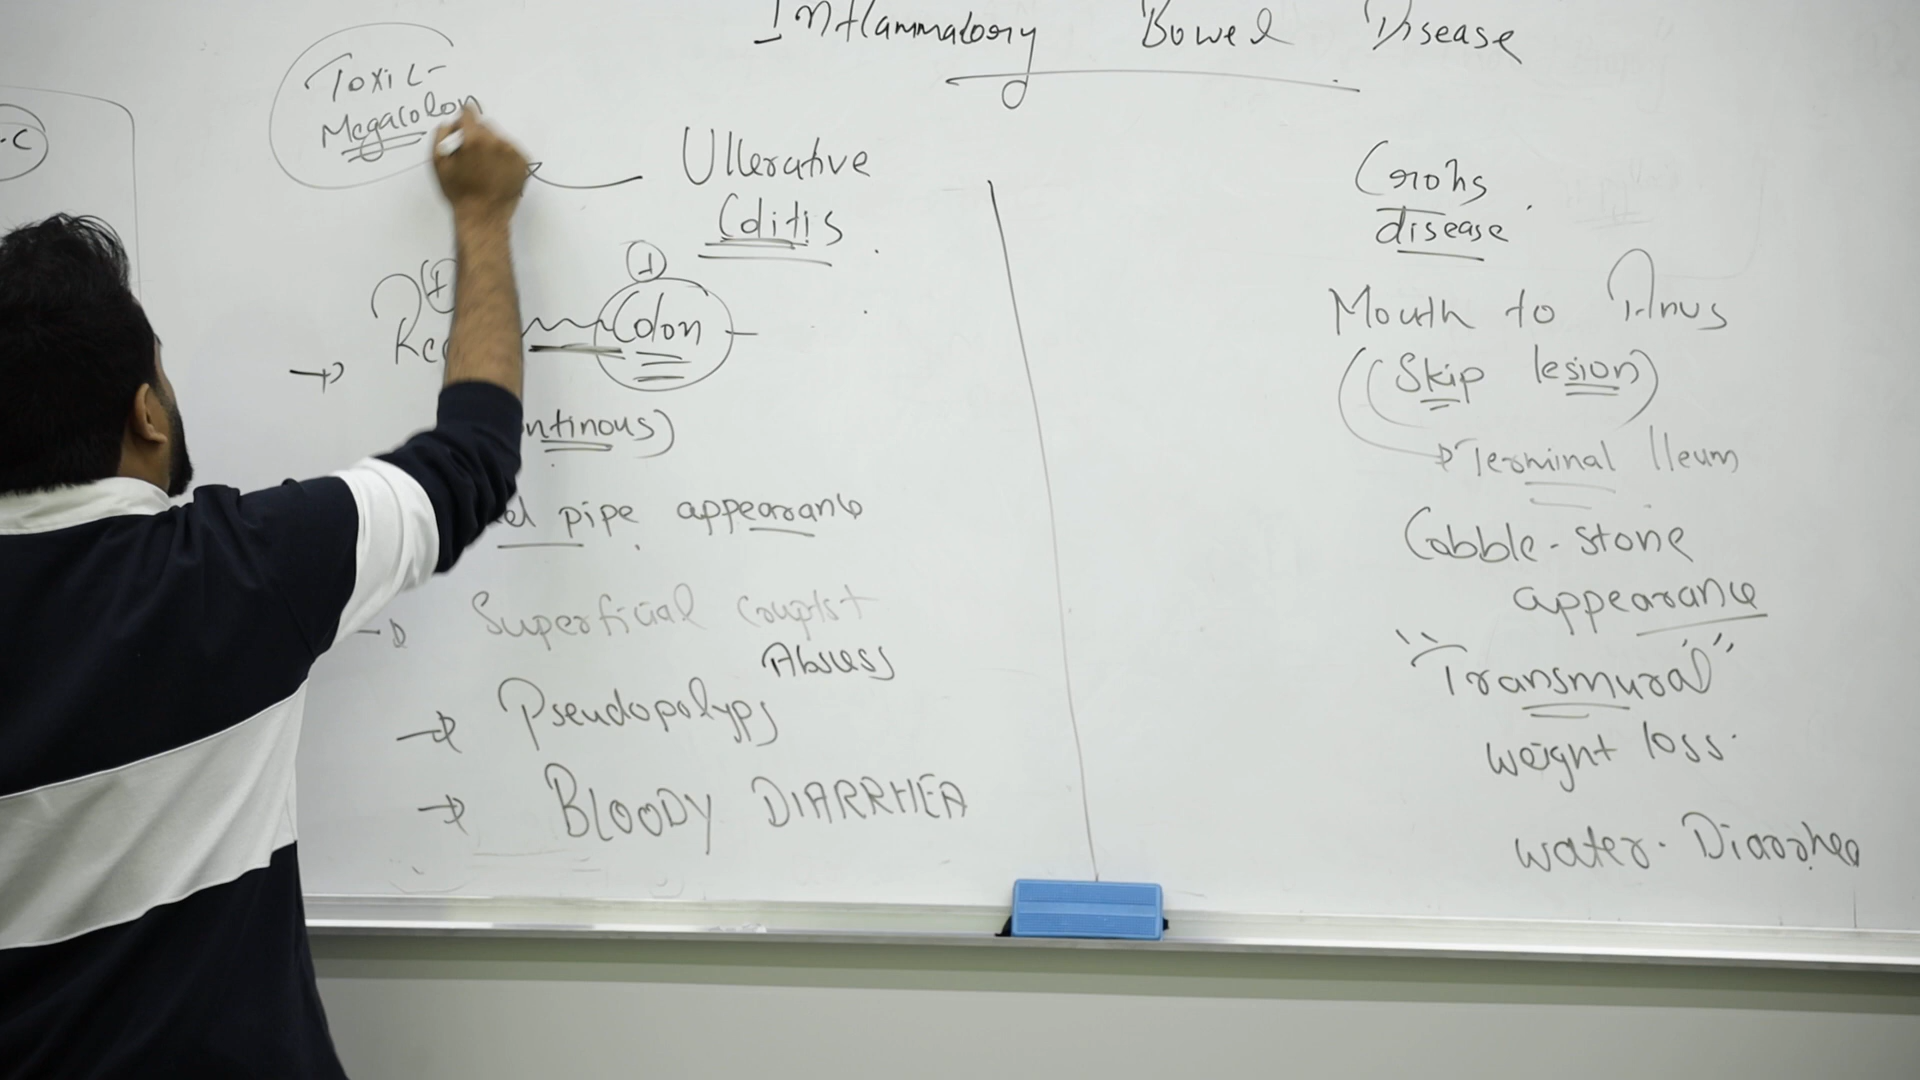 Inflammatory Bowel Disease
Toxic
Megacolon
-C
Ullerative
Colitis
Colon
ntinous)
pipe appearance
Superficial
Abscess
Pseudopolyps
BLOODY DIARRHEA
Crohs
disease
Mouth to Anus
(Skip lesion)
Terminal Ileum
Cobble-stone
appearance
"Transmural"
weight loss.
water. Diarrhea